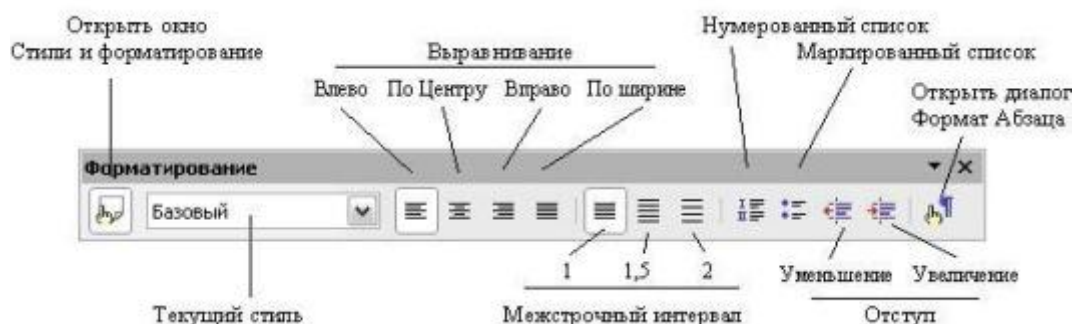 Открыть окно
Стили и форматирование
Выравнивание
Влево По Центру Вправо По ширине
Нумерованный список
Маркированный список
Открыть диалог
Формат Абзаца
Форматирование
Базовый
1 1,5 2
Уменьшение Увеличение
Текущий стиль
Межстрочный интервал
Отступ